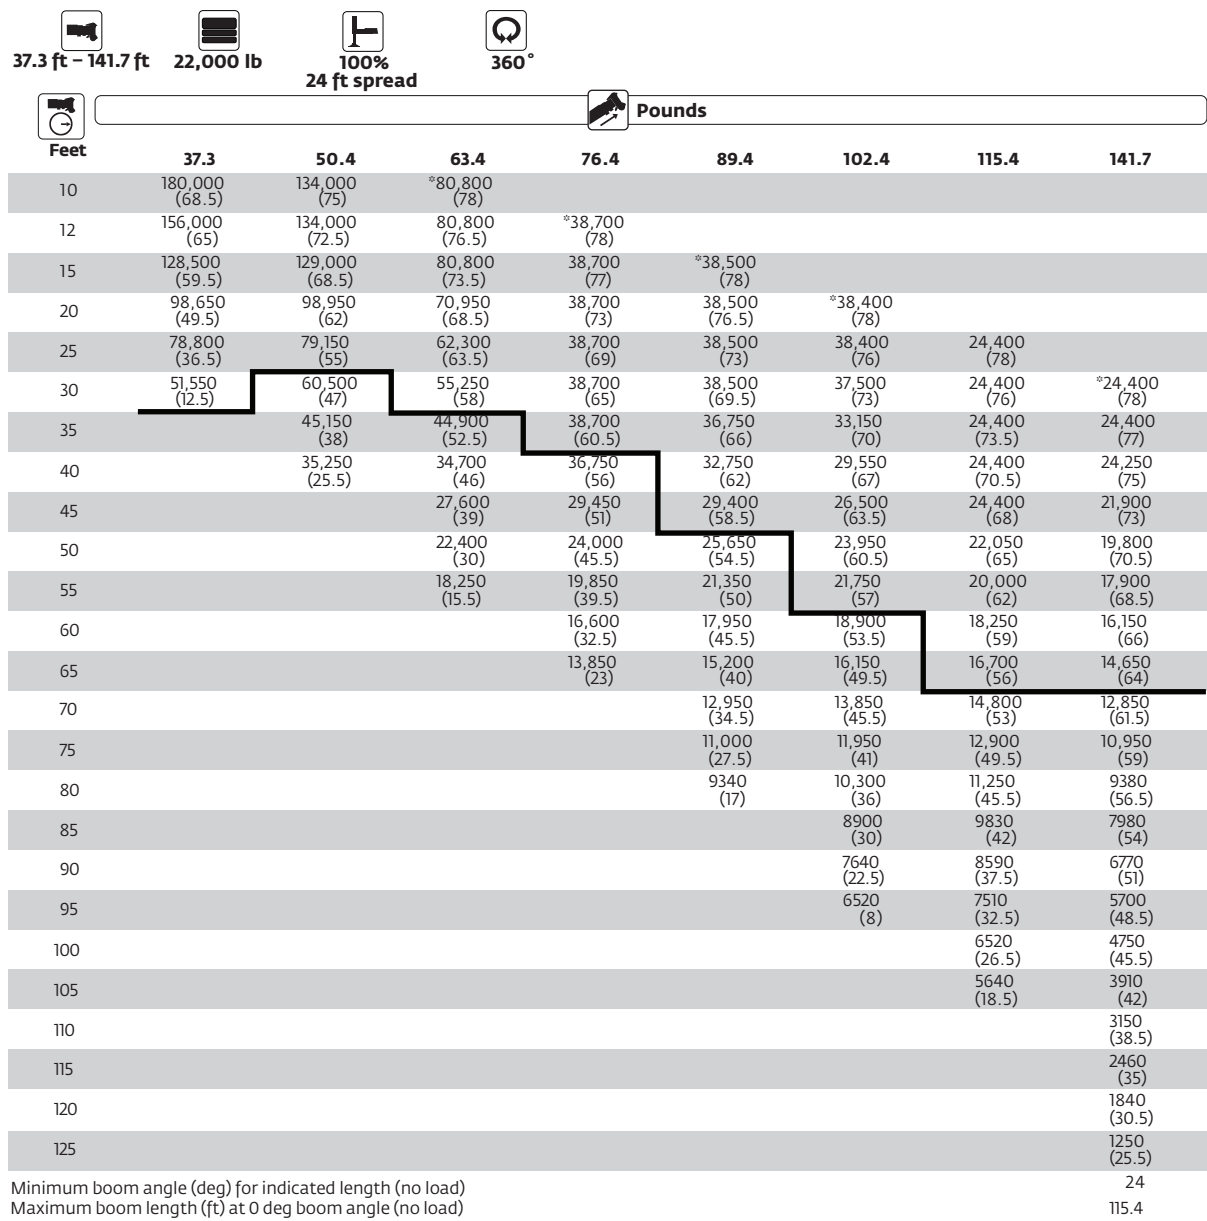 37.3 ft – 141.7 ft 22,000 lb 100% 360°
24 ft spread
Pounds
Feet
37.3 50.4 63.4 76.4 89.4 102.4 115.4 141.7
10 180,000 134,000 *80,800
(68.5) (75) (78)
12 156,000 134,000 80,800 *38,700
(65) (72.5) (76.5) (78)
15 128,500 129,000 80,800 38,700 *38,500
(59.5) (68.5) (73.5) (77) (78)
20 98,650 98,950 70,950 38,700 38,500 *38,400
(49.5) (62) (68.5) (73) (76.5) (78)
25 78,800 79,150 62,300 38,700 38,500 38,400 24,400
(36.5) (55) (63.5) (69) (73) (76) (78)
30 51,550 60,500 55,250 38,700 38,500 37,500 24,400 *24,400
(12.5) (47) (58) (65) (69.5) (73) (76) (78)
35 45,150 44,900 38,700 36,750 33,150 24,400 24,400
(38) (52.5) (60.5) (66) (70) (73.5) (77)
40 35,250 34,700 36,750 32,750 29,550 24,400 24,250
(25.5) (46) (56) (62) (67) (70.5) (75)
45 27,600 29,450 29,400 26,500 24,400 21,900
(39) (51) (58.5) (63.5) (68) (73)
50 22,400 24,000 25,650 23,950 22,050 19,800
(30) (45.5) (54.5) (60.5) (65) (70.5)
55 18,250 19,850 21,350 21,750 20,000 17,900
(15.5) (39.5) (50) (57) (62) (68.5)
60 16,600 17,950 18,900 18,250 16,150
(32.5) (45.5) (53.5) (59) (66)
65 13,850 15,200 16,150 16,700 14,650
(23) (40) (49.5) (56) (64)
70 12,950 13,850 14,800 12,850
(34.5) (45.5) (53) (61.5)
75 11,000 11,950 12,900 10,950
(27.5) (41) (49.5) (59)
80 9340 10,300 11,250 9380
(17) (36) (45.5) (56.5)
85 8900 9830 7980
(30) (42) (54)
90 7640 8590 6770
(22.5) (37.5) (51)
95 6520 7510 5700
(8) (32.5) (48.5)
100 6520 4750
(26.5) (45.5)
105 5640 3910
(18.5) (42)
110 3150
(38.5)
115 2460
(35)
120 1840
(30.5)
125 1250
(25.5)
Minimum boom angle (deg) for indicated length (no load) 24
Maximum boom length (ft) at 0 deg boom angle (no load) 115.4